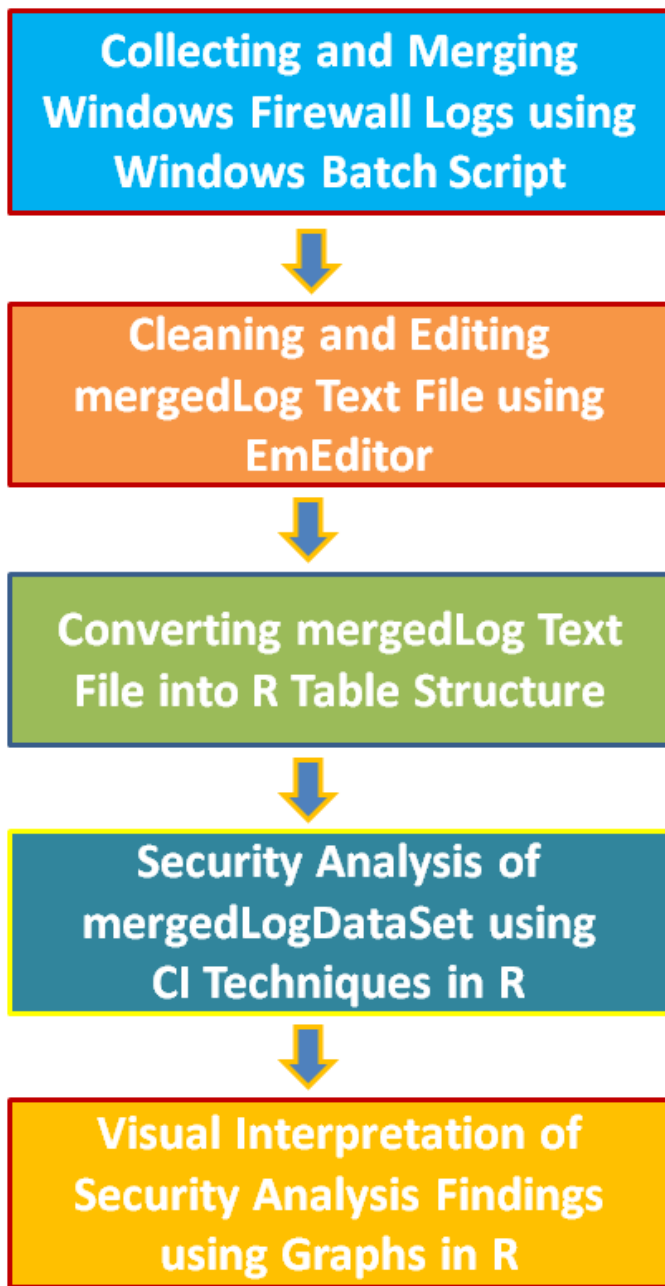 Collecting and Merging
Windows Firewall Logs using
Windows Batch Script
Cleaning and Editing
mergedLog Text File using
EmEditor
Converting mergedLog Text
File into R Table Structure
Security Analysis of
mergedLogDataSet using
CI Techniques in R
Visual Interpretation of
Security Analysis Findings
using Graphs in R